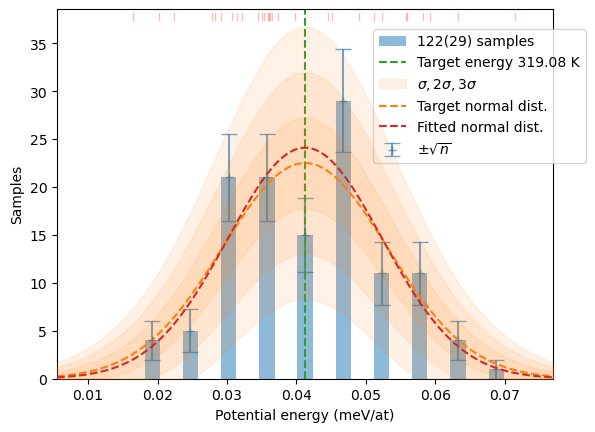 122(29) samples
Target energy 319.08 K
σ, 2σ, 3σ
Target normal dist.
Fitted normal dist.
±√n
Samples
35
30
25
20
15
10
5
0
0.01 0.02 0.03 0.04 0.05 0.06 0.07
Potential energy (meV/at)